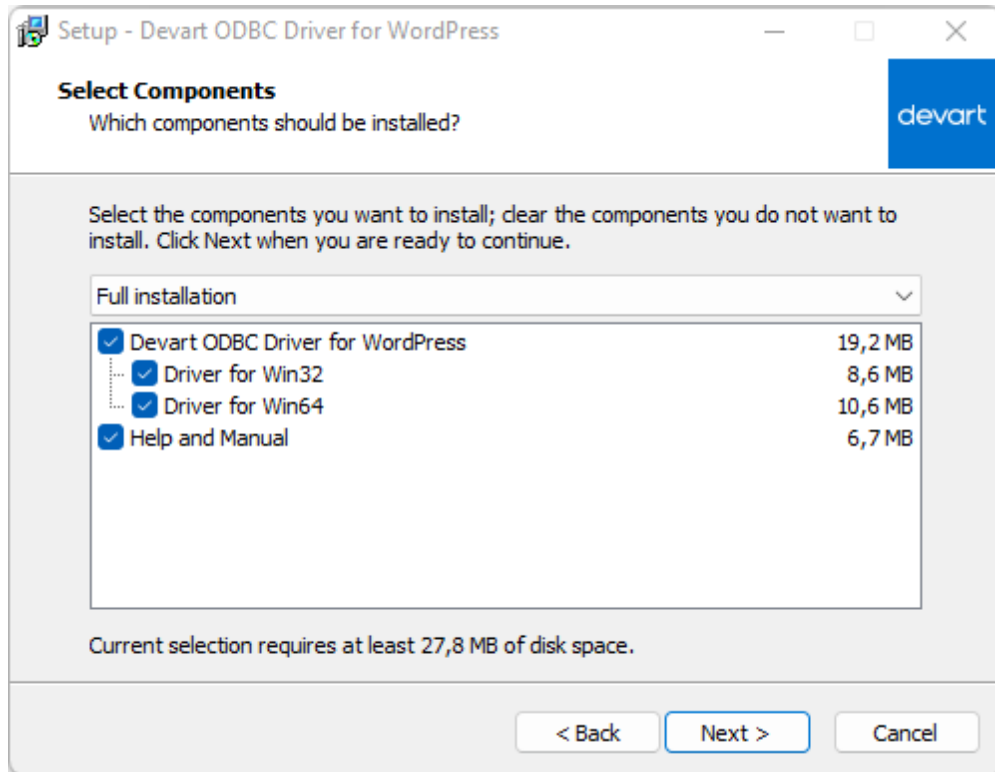 Setup - Devart ODBC Driver for WordPress
Select Components
Which components should be installed?
devart
Select the components you want to install; clear the components you do not want to
install. Click Next when you are ready to continue.
Full installation
Devart ODBC Driver for WordPress 19,2 MB
Driver for Win32 8,6 MB
Driver for Win64 10,6 MB
Help and Manual 6,7 MB
Current selection requires at least 27,8 MB of disk space.
< Back Next > Cancel